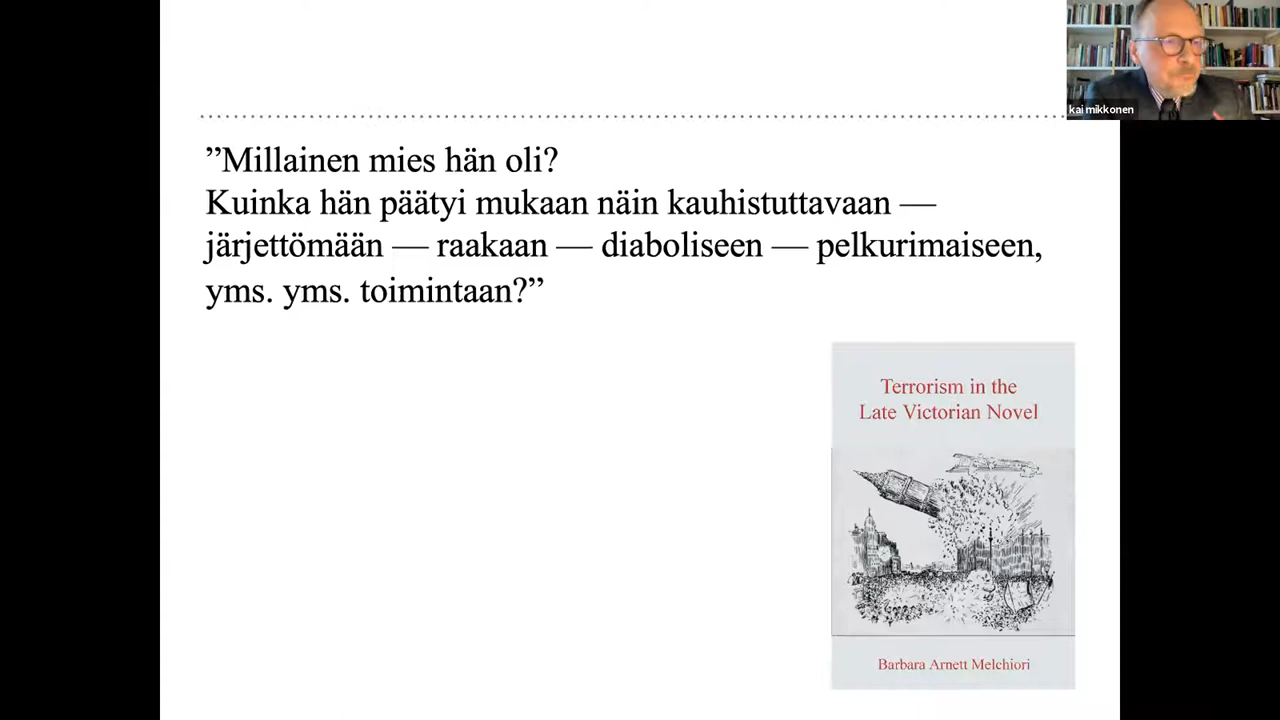 kai mikkonen
”Millainen mies hän oli?
Kuinka hän päätyi mukaan näin kauhistuttavaan —
järjettömään — raakaan — diaboliseen — pelkurimaiseen,
yms. yms. toimintaan?”
Terrorism in the
Late Victorian Novel
Barbara Arnett Melchiori